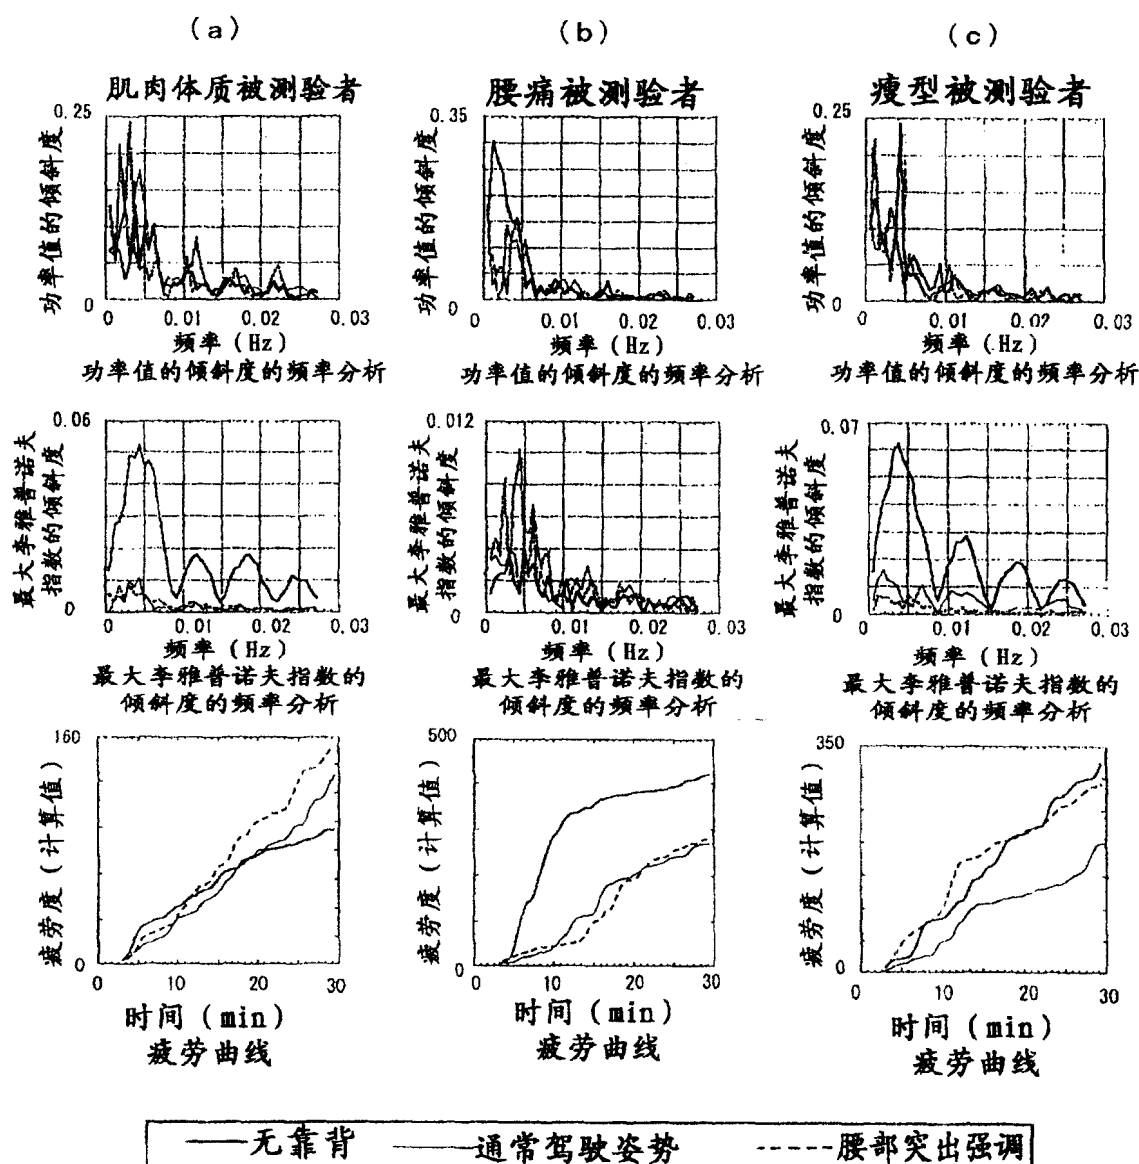 (a)
(b)
(c)
肌肉体质被测验者
腰痛被测验者
瘦型被测验者
0.25
功率值的倾斜度
0
0
0.01
0.02
0.03
频率(Hz)
功率值的倾斜度的频率分析
0.35
功率值的倾斜度
0
0
0.01
0.02
0.03
频率(Hz)
功率值的倾斜度的频率分析
0.25
功率值的倾斜度
0
0
0.01
0.02
0.03
频率(Hz)
功率值的倾斜度的频率分析
0.06
最大李雅普诺夫
指数的倾斜度
0
0
0.01
0.02
0.03
频率(Hz)
最大李雅普诺夫指数的
倾斜度的频率分析
0.012
最大李雅普诺夫
指数的倾斜度
0
0
0.01
0.02
0.03
频率(Hz)
最大李雅普诺夫指数的
倾斜度的频率分析
0.07
最大李雅普诺夫
指数的倾斜度
0
0
0.01
0.02
0.03
频率(Hz)
最大李雅普诺夫指数的
倾斜度的频率分析
160
疲劳度(计算值)
0
0
10
20
30
时间(min)
疲劳曲线
500
疲劳度(计算值)
0
0
10
20
30
时间(min)
疲劳曲线
350
疲劳度(计算值)
0
0
10
20
30
时间(min)
疲劳曲线
无靠背 通常驾驶姿势 腰部突出强调